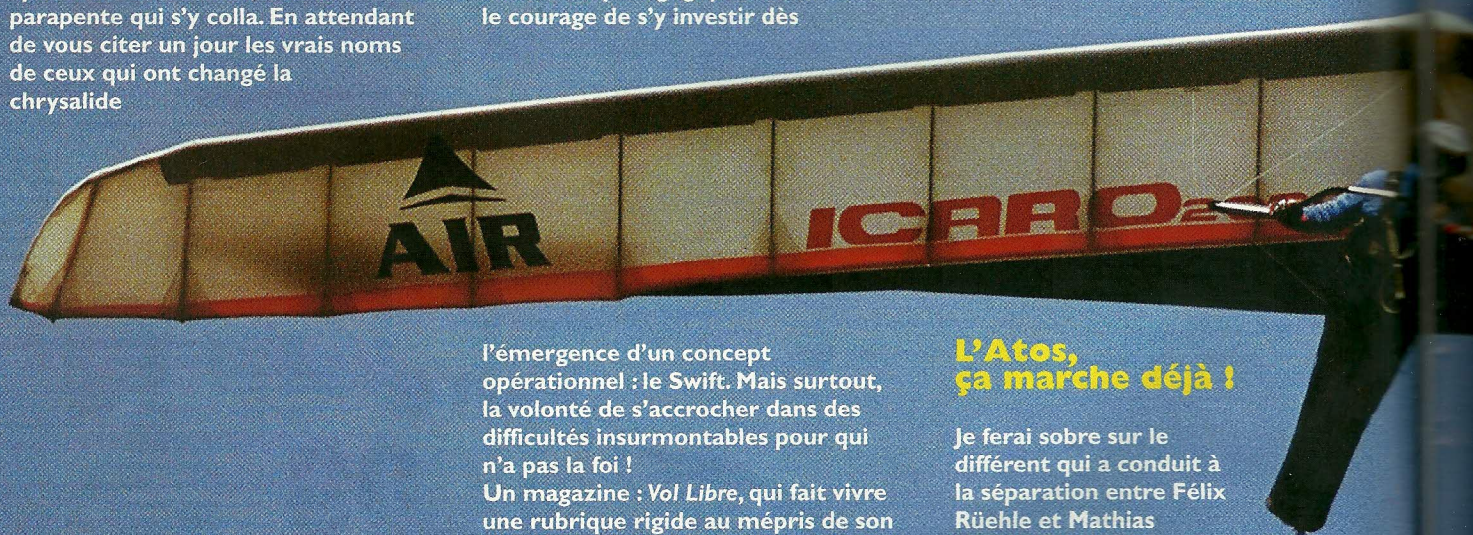 parapente qui s'y colla. En attendant
de vous citer un jour les vrais noms
de ceux qui ont changé la
chrysalide
le courage de s'y investir dès
AIR
ICARO
l'émergence d'un concept
opérationnel : le Swift. Mais surtout,
la volonté de s'accrocher dans des
difficultés insurmontables pour qui
n'a pas la foi !
Un magazine : Vol Libre, qui fait vivre
une rubrique rigide au mépris de son
L'Atos,
ça marche déjà !
Je ferai sobre sur le
différent qui a conduit à
la séparation entre Félix
Rüehle et Mathias